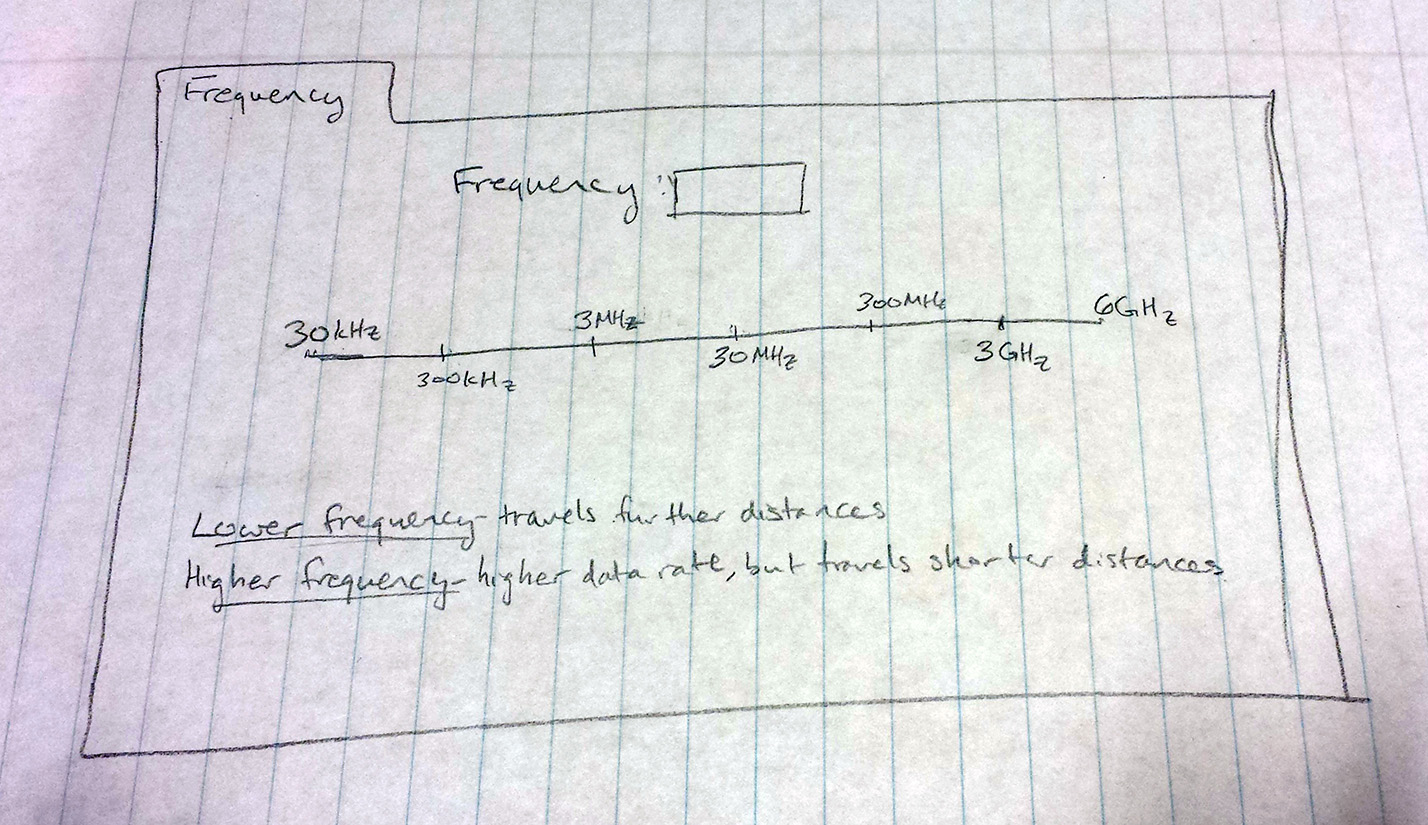 Frequency
Frequency:
30kHz
300kHz
3MHz
30MHz
300MHz
3GHz
6GHz
Lower frequency- travels further distances
Higher frequency- higher data rate, but travels shorter distances